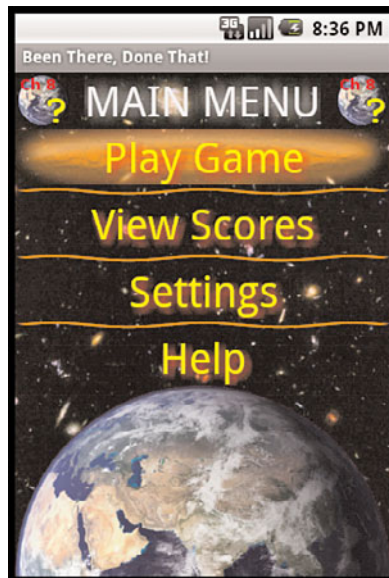 3G 8:36 PM
Been There, Done That!
Ch 8 ? MAIN MENU Ch 8 ?
Play Game
View Scores
Settings
Help